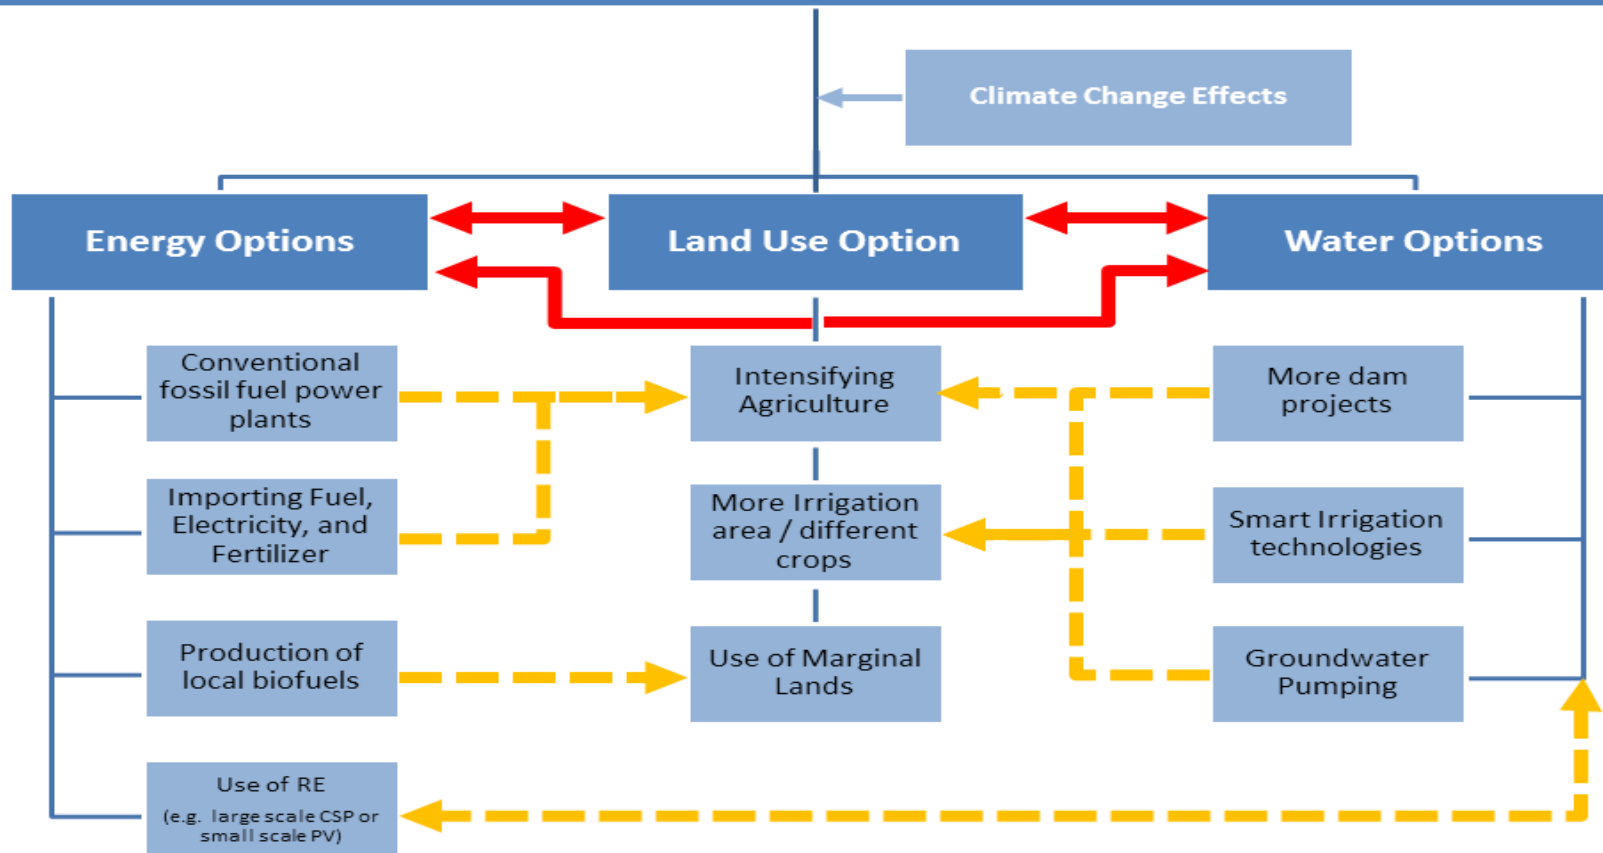 Climate Change Effects
Energy Options
Land Use Option
Water Options
Conventional
fossil fuel power
plants
Intensifying
Agriculture
More dam
projects
Importing Fuel,
Electricity, and
Fertilizer
More Irrigation
area / different
crops
Smart Irrigation
technologies
Production of
local biofuels
Use of Marginal
Lands
Groundwater
Pumping
Use of RE
(e.g. large scale CSP or
small scale PV)